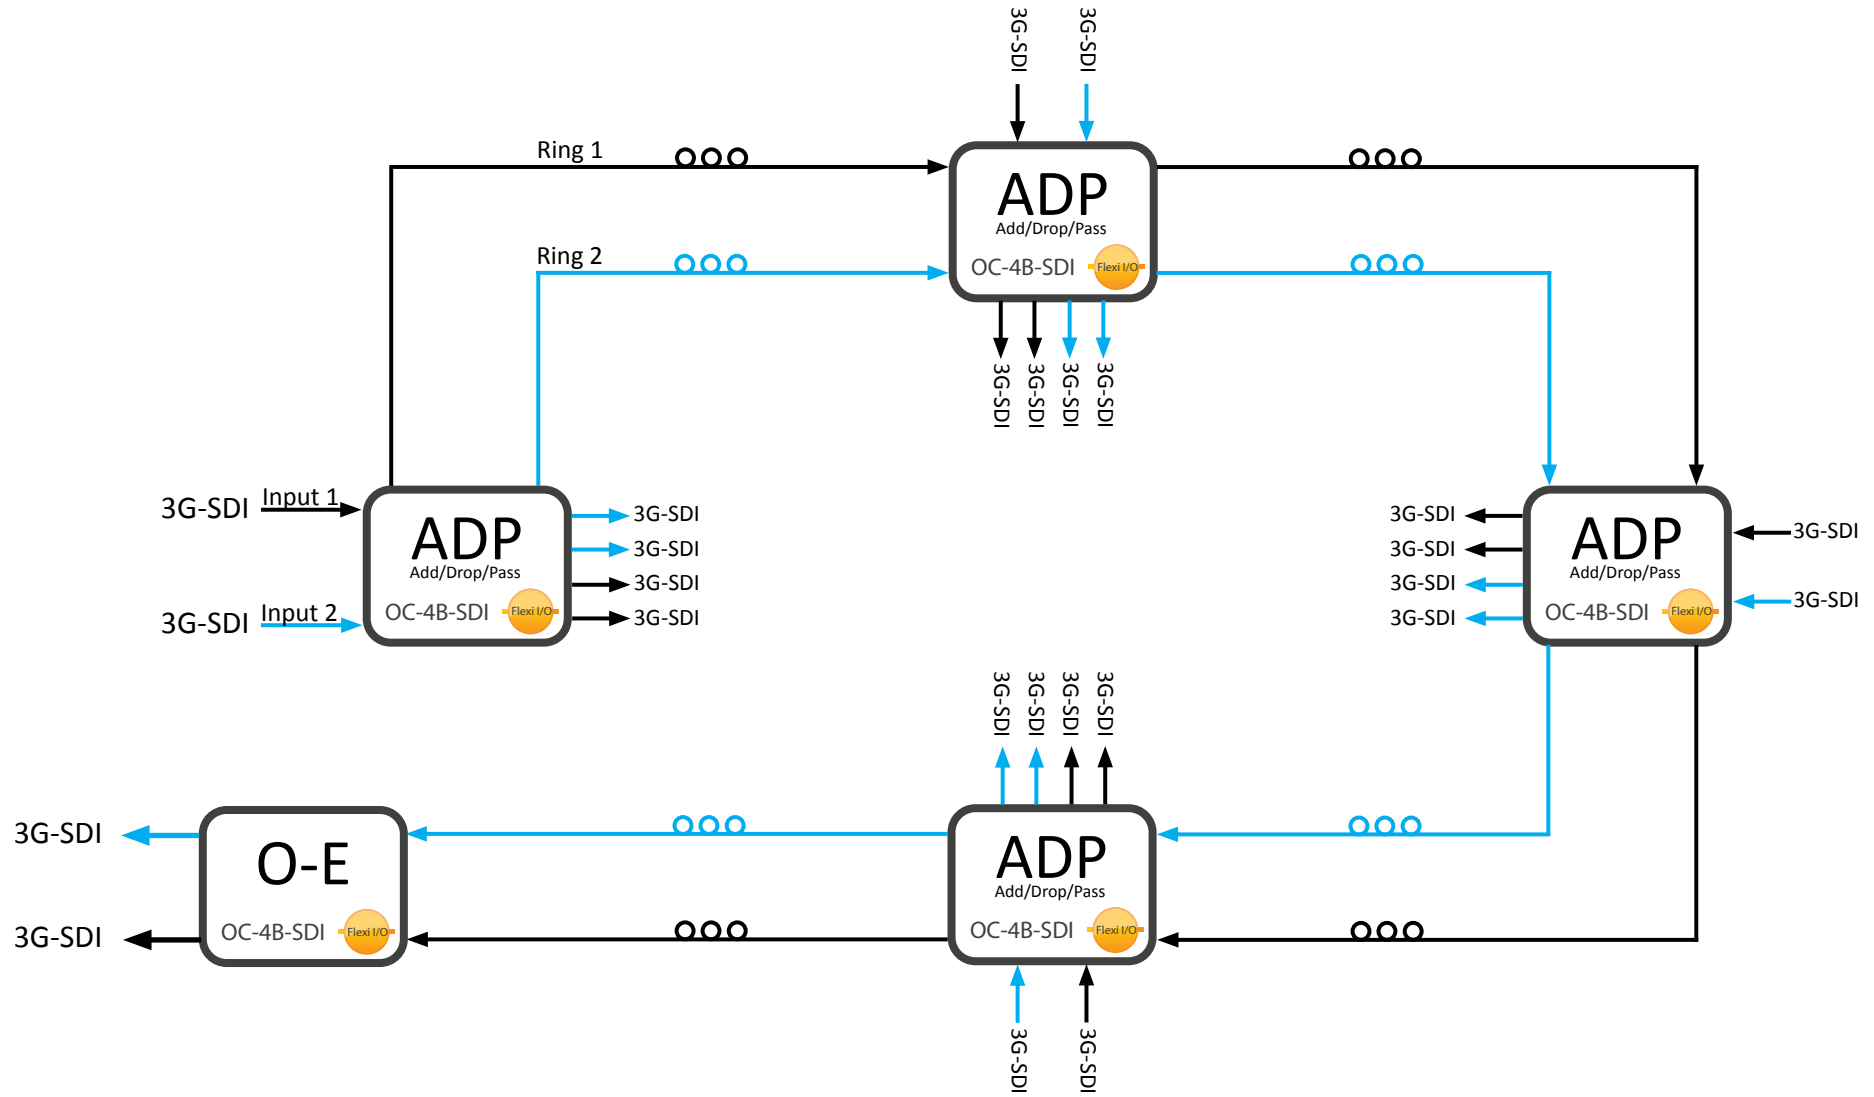 3G-SDI
3G-SDI
Ring 1
Ring 2
ADP
Add/Drop/Pass
OC-4B-SDI
Flexi I/O
3G-SDI
3G-SDI
3G-SDI
3G-SDI
3G-SDI
Input 1
3G-SDI
Input 2
ADP
Add/Drop/Pass
OC-4B-SDI
Flexi I/O
3G-SDI
3G-SDI
3G-SDI
3G-SDI
3G-SDI
3G-SDI
3G-SDI
3G-SDI
ADP
Add/Drop/Pass
OC-4B-SDI
Flexi I/O
3G-SDI
3G-SDI
3G-SDI
3G-SDI
3G-SDI
3G-SDI
3G-SDI
3G-SDI
O-E
OC-4B-SDI
Flexi I/O
ADP
Add/Drop/Pass
OC-4B-SDI
Flexi I/O
3G-SDI
3G-SDI